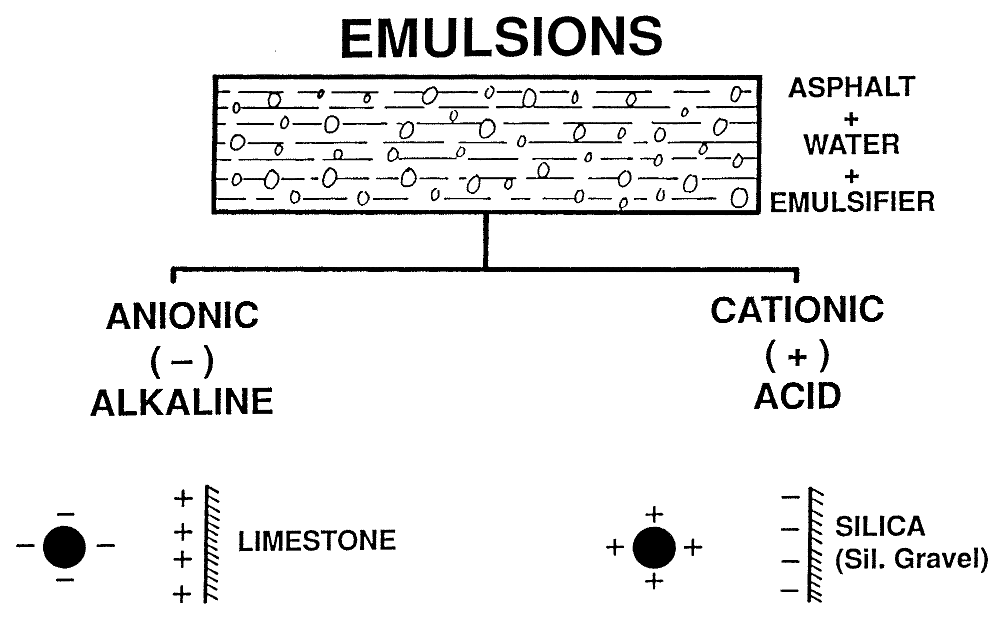 EMULSIONS
ASPHALT
+
WATER
+
EMULSIFIER
ANIONIC
( – )
ALKALINE
CATIONIC
( + )
ACID
–
– –
–
+
+
+
+
LIMESTONE
+
+ +
+
–
–
–
–
SILICA
(Sil. Gravel)